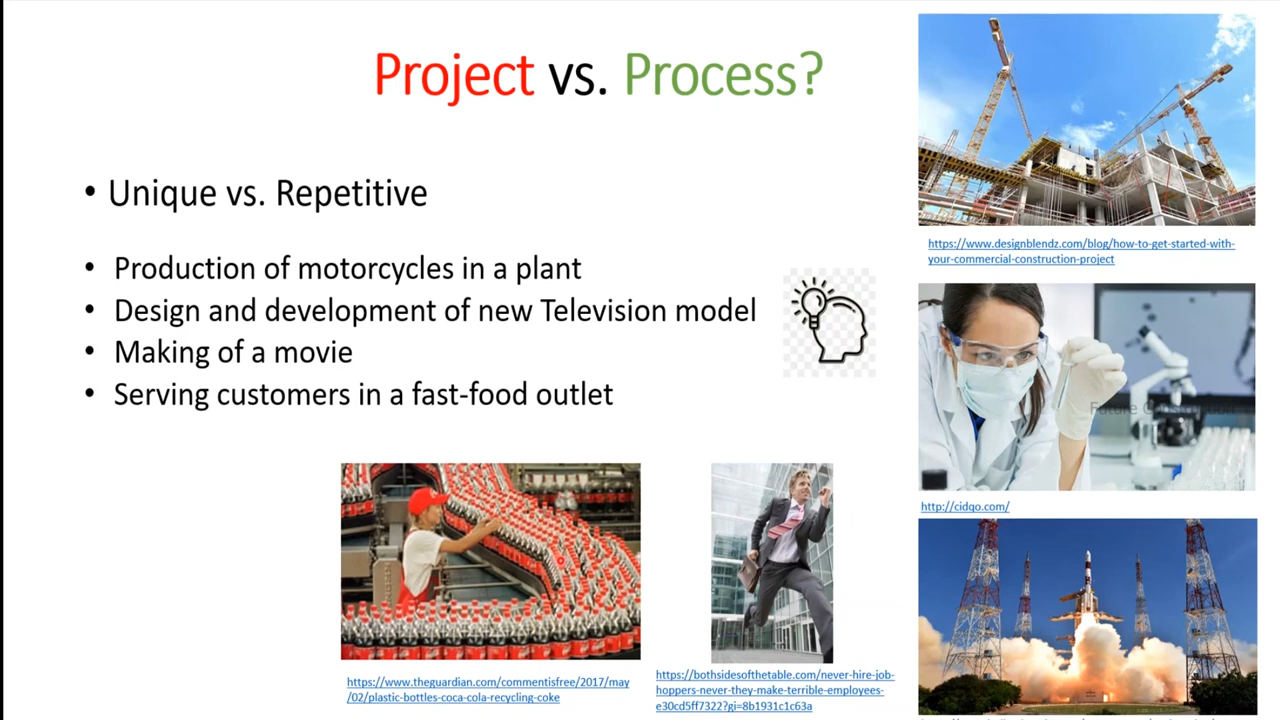 Project vs. Process?
• Unique vs. Repetitive
• Production of motorcycles in a plant
• Design and development of new Television model
• Making of a movie
• Serving customers in a fast-food outlet
https://www.designblendz.com/blog/how-to-get-started-with-
your-commercial-construction-project
Future Construction
http://cidqo.com/
https://www.theguardian.com/commentisfree/2017/may
/02/plastic-bottles-coca-cola-recycling-coke
https://bothsidesofthetable.com/never-hire-job-
hoppers-never-they-make-terrible-employees-
e30cd5ff7322?gi=8b1931c1c63a